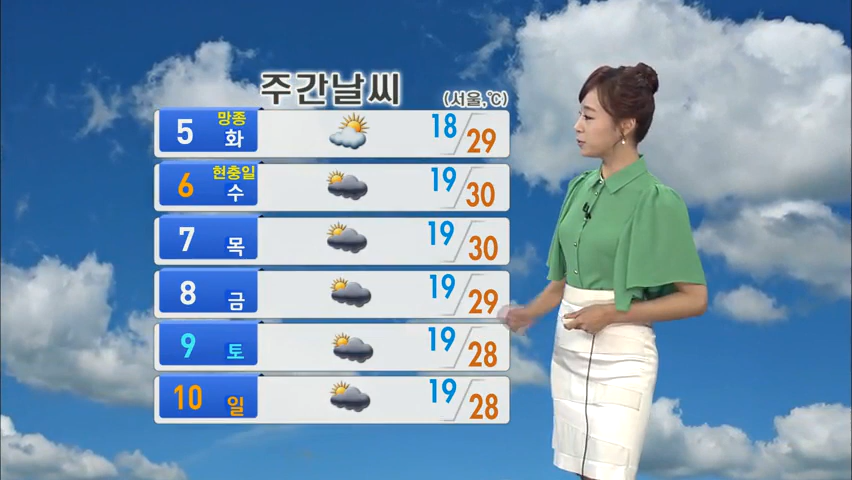 주간날씨 (서울,℃)
5 망종 화 18/29
6 현충일 수 19/30
7 목 19/30
8 금 19/29
9 토 19/28
10 일 19/28